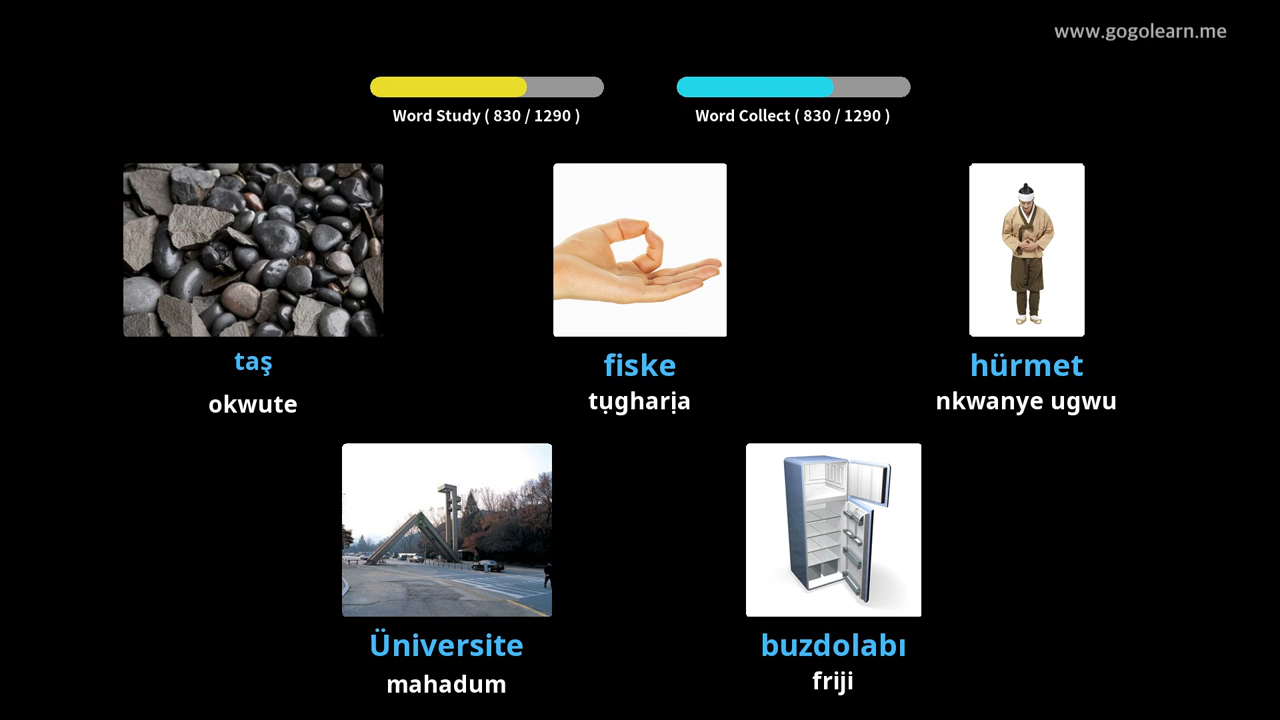 www.gogolearn.me
Word Study ( 830 / 1290 )
Word Collect ( 830 / 1290 )
taş
fiske
hürmet
okwute
tụgharịa
nkwanye ugwu
Üniversite
buzdolabı
mahadum
friji